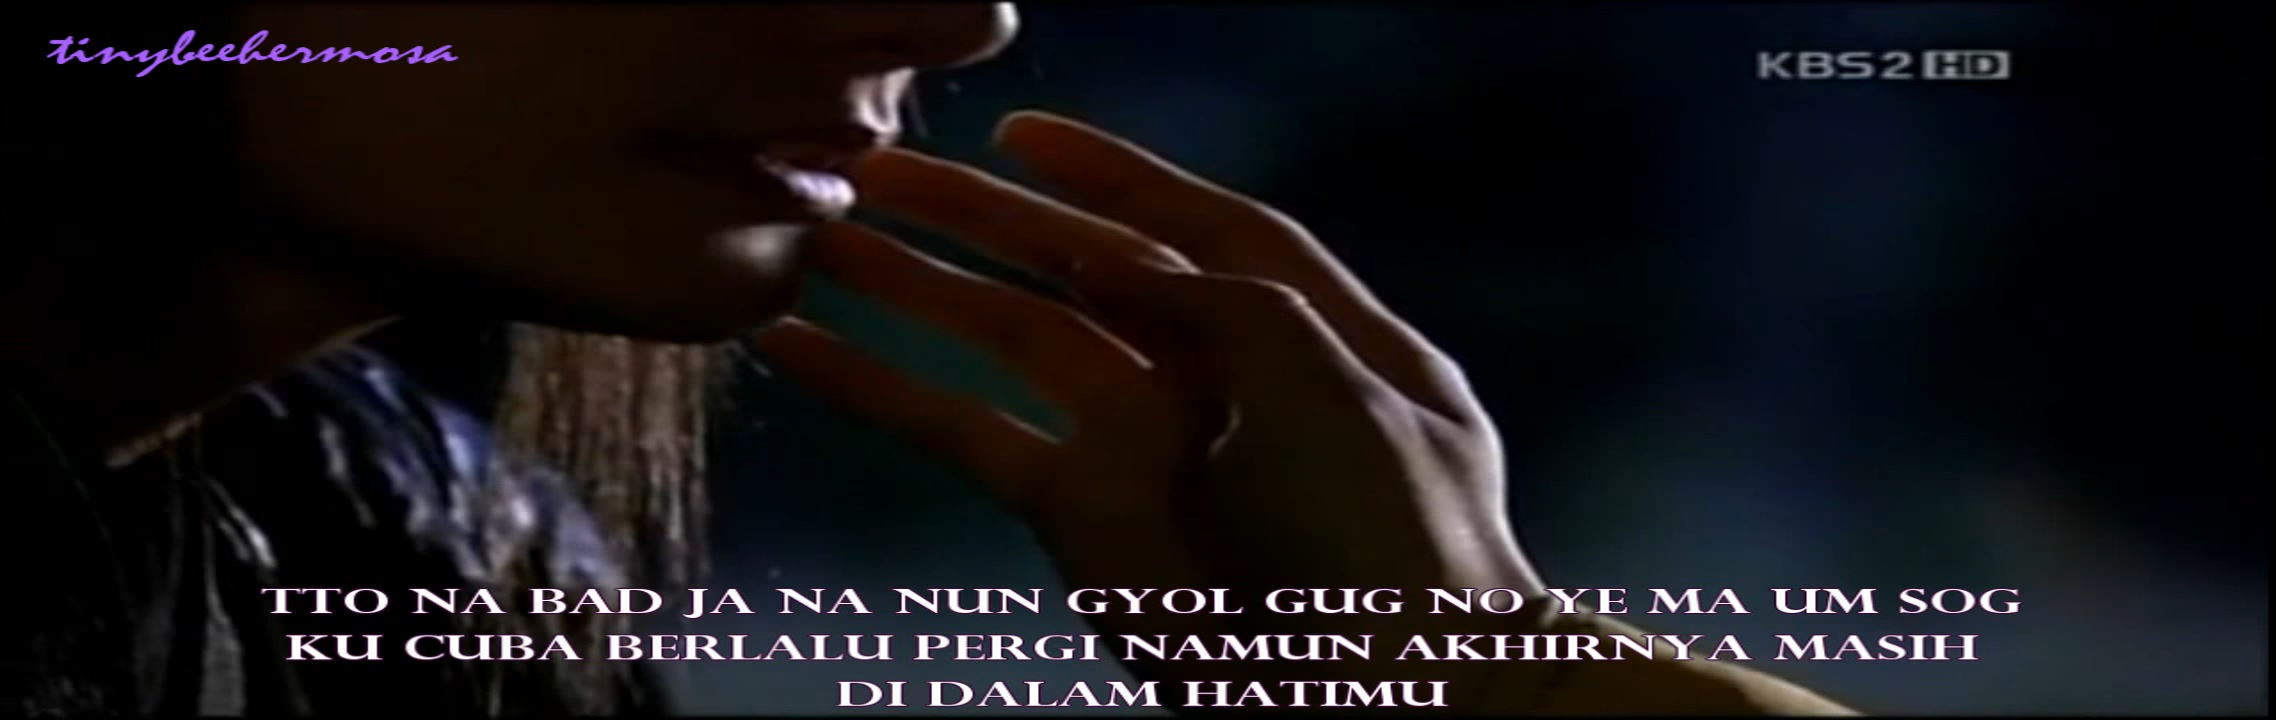 tinybeehermosa
KBS2 HD
TTO NA BAD JA NA NUN GYOL GUG NO YE MA UM SOG
KU CUBA BERLALU PERGI NAMUN AKHIRNYA MASIH
DI DALAM HATIMU